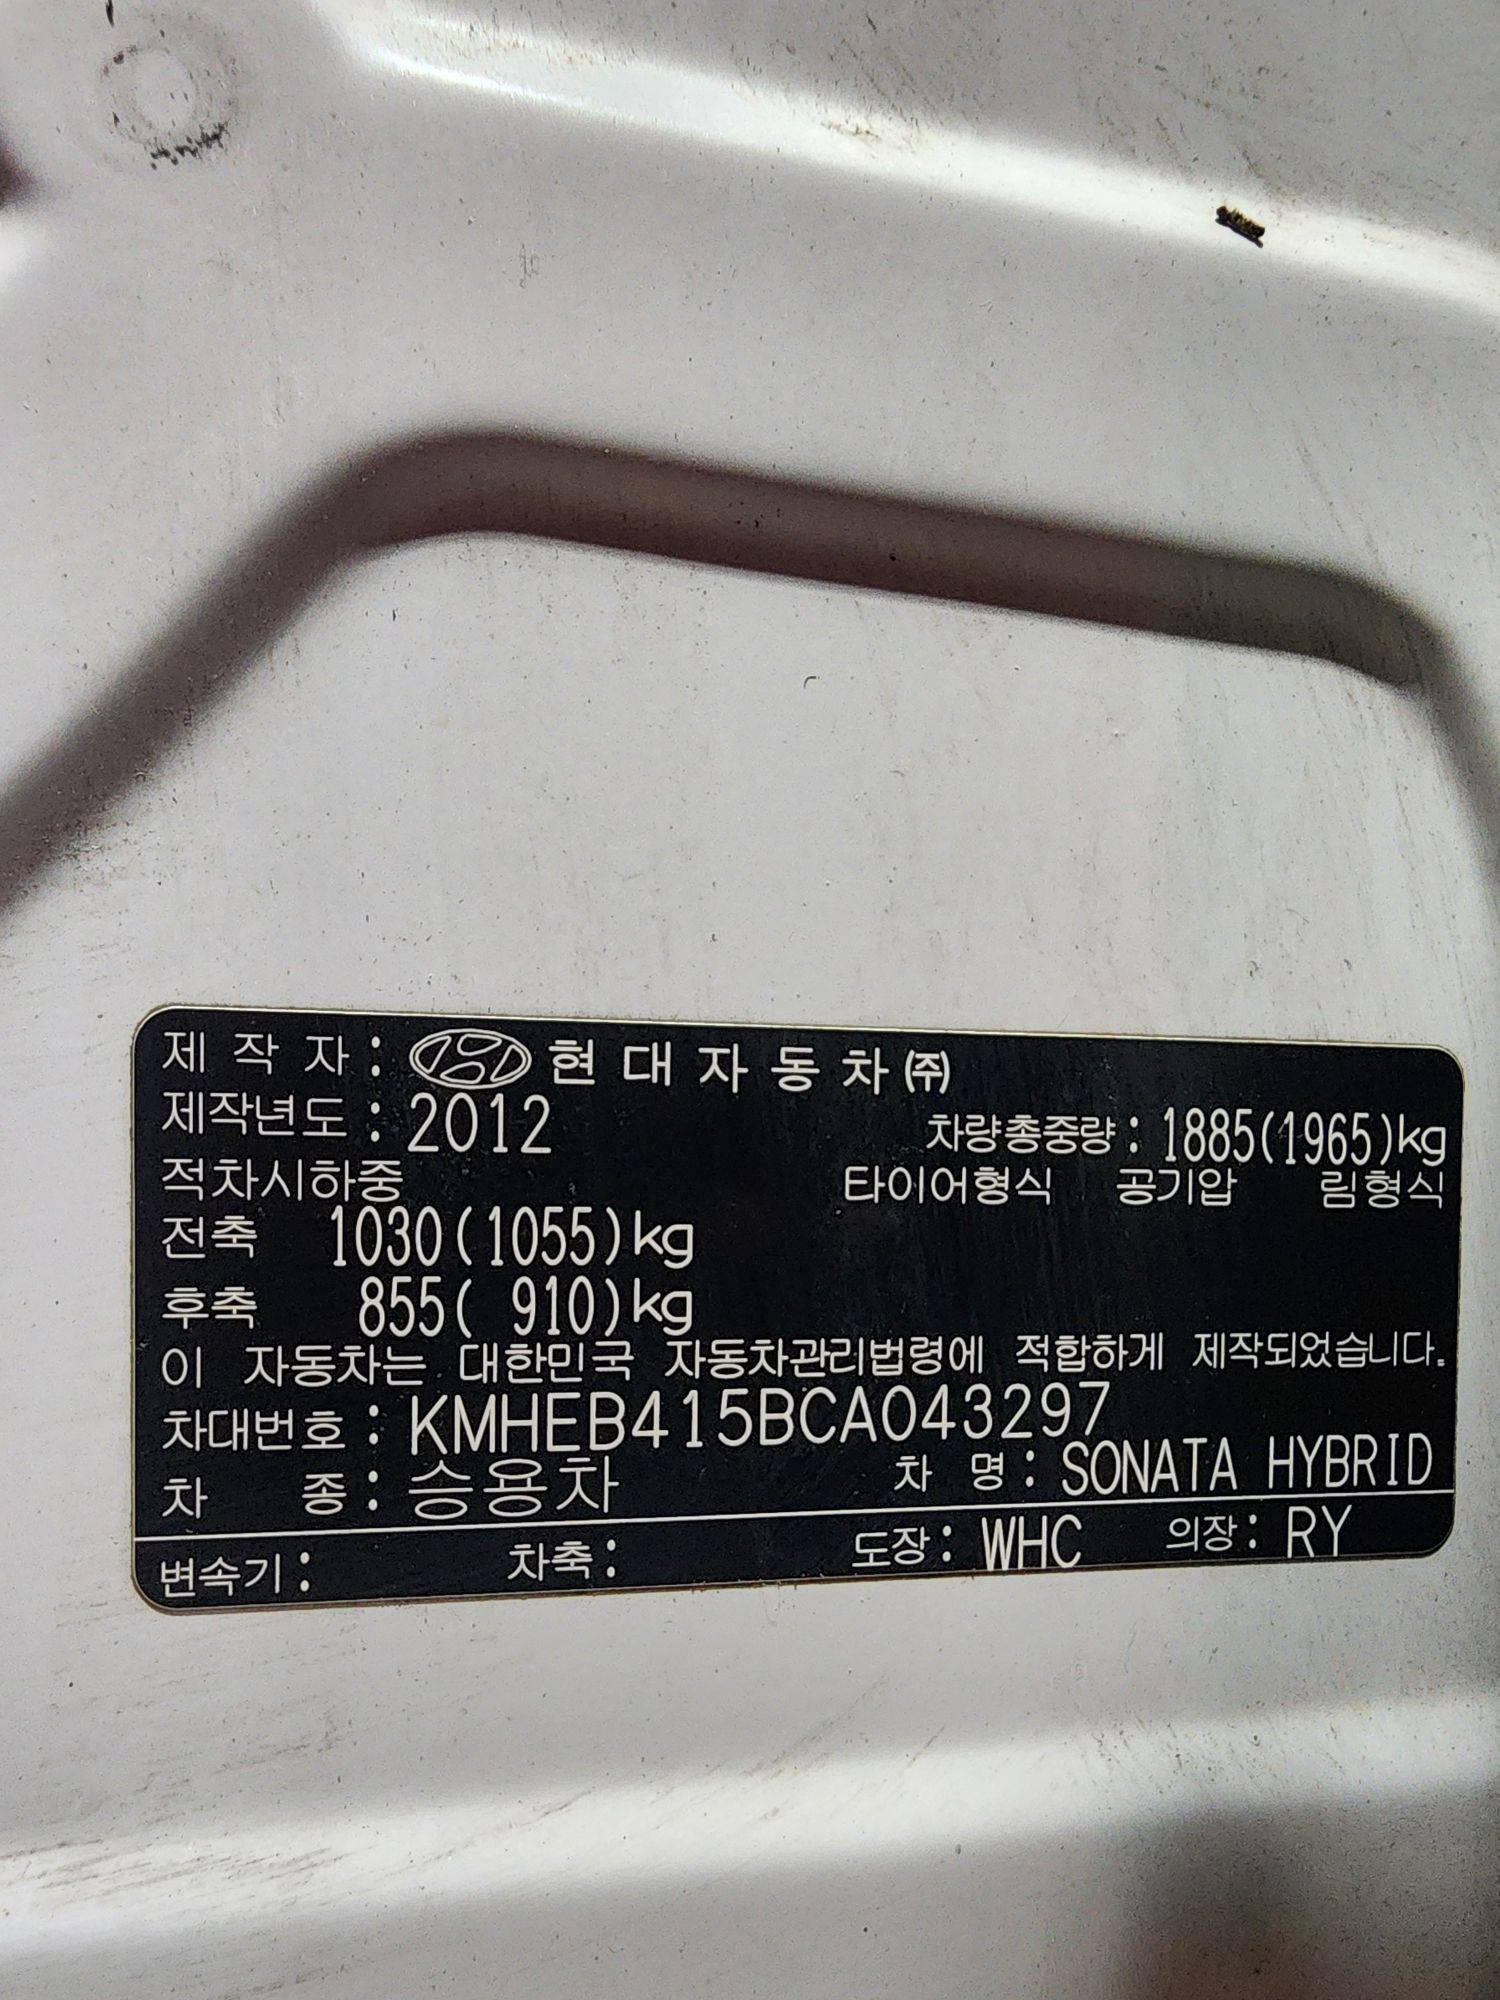 제 작 자 : 현 대 자 동 차 ㈜
제작년도 : 2012 차량총중량 : 1885(1965)kg
적차시하중 타이어형식 공기압 림형식
전축 1030(1055)kg
후축 855( 910)kg
이 자동차는 대한민국 자동차관리법령에 적합하게 제작되었습니다.
차대번호 : KMHEB415BCA043297
차 종 : 승용차 차 명 : SONATA HYBRID
변속기 : 차축 : 도장 : WHC 의장 : RY